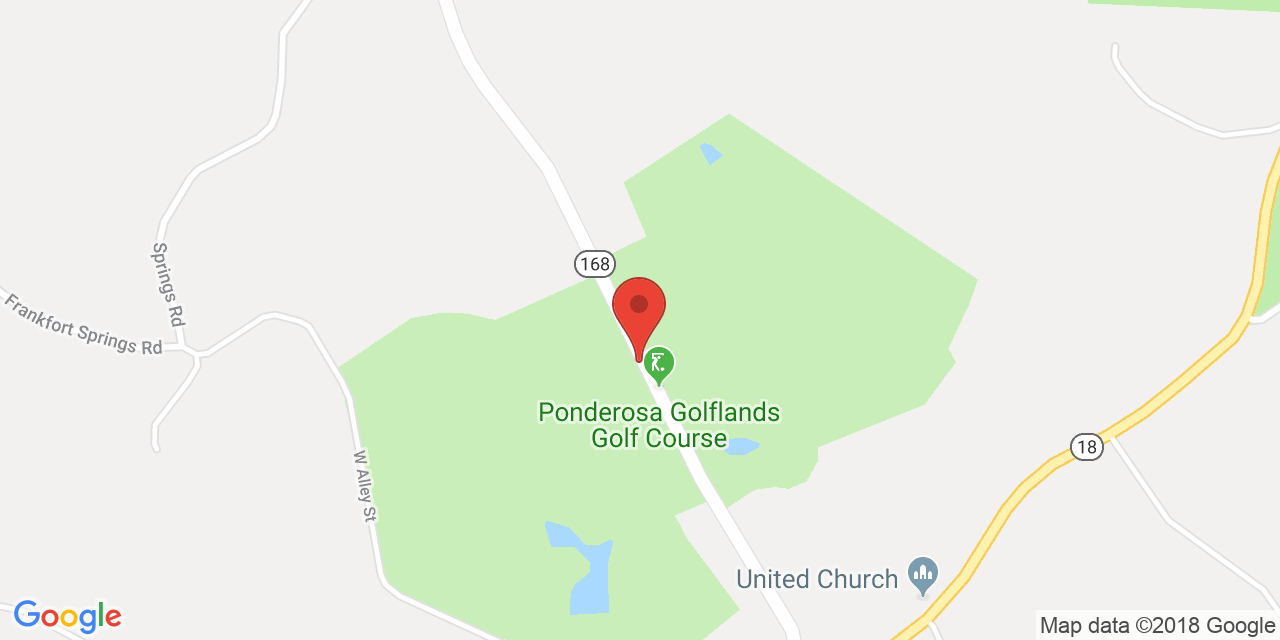 168
Springs Rd
Frankfort Springs Rd
Ponderosa Golflands
Golf Course
18
W Alley St
United Church
Google
Map data ©2018 Google